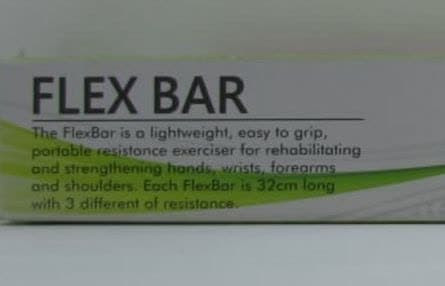 FLEX BAR
The FlexBar is a lightweight, easy to grip,
portable resistance exerciser for rehabilitating
and strengthening hands, wrists, forearms
and shoulders. Each FlexBar is 32cm long
with 3 different of resistance.